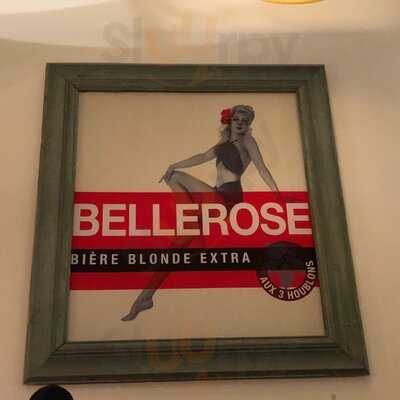 BELLEROSE
BIÈRE BLONDE EXTRA
AUX 3 HOUBLONS